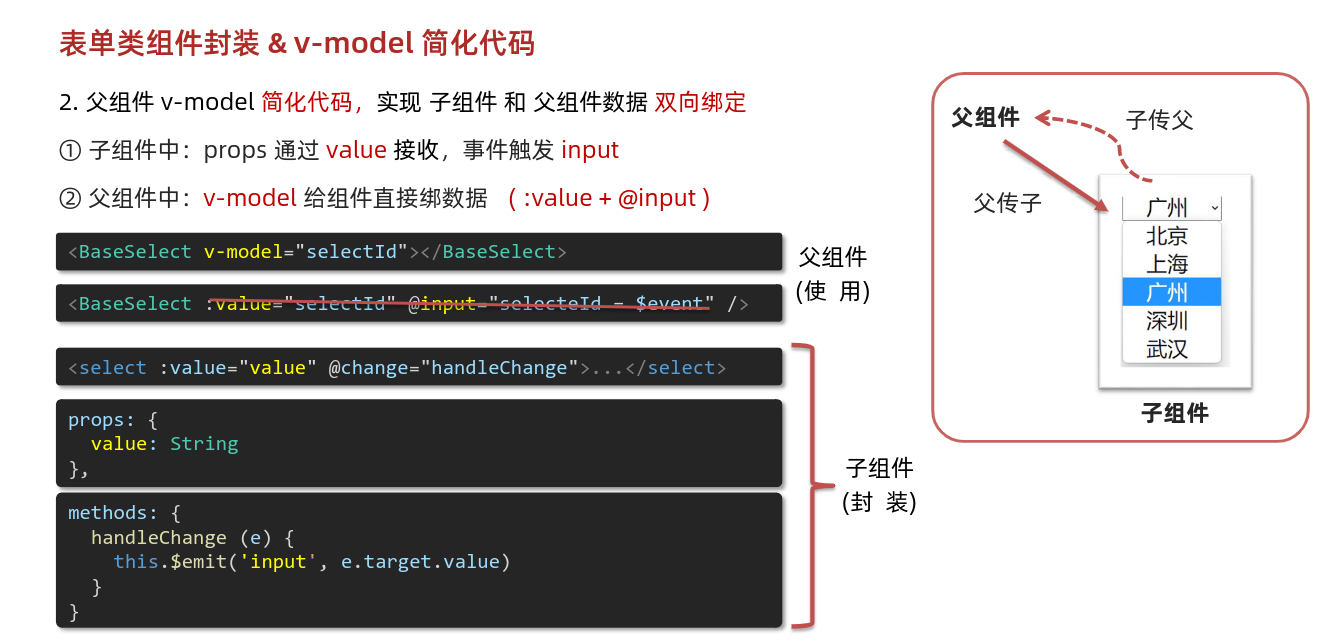 表单类组件封装 & v-model 简化代码
2. 父组件 v-model 简化代码，实现 子组件 和 父组件数据 双向绑定
① 子组件中：props 通过 value 接收，事件触发 input
② 父组件中：v-model 给组件直接绑数据 ( :value + @input )
<BaseSelect v-model="selectId"></BaseSelect>
<BaseSelect :value="selectId" @input="selecteId = $event" />
父组件
(使 用)
<select :value="value" @change="handleChange">...</select>
props: {
  value: String
},
methods: {
  handleChange (e) {
    this.$emit('input', e.target.value)
  }
}
子组件
(封 装)
父组件
子传父
父传子
广州
北京
上海
广州
深圳
武汉
子组件